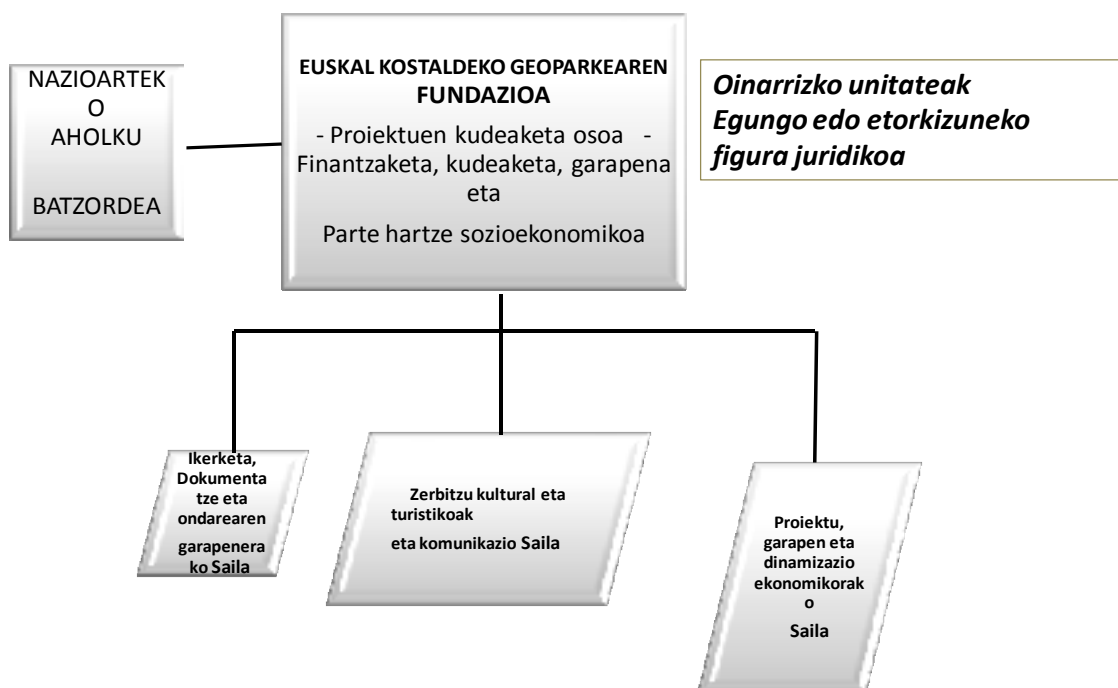 NAZIOARTEK
O
AHOLKU
BATZORDEA
EUSKAL KOSTALDEKO GEOPARKEAREN
FUNDAZIOA
- Proiektuen kudeaketa osoa -
Finantzaketa, kudeaketa, garapena
eta
Parte hartze sozioekonomikoa
Oinarrizko unitateak
Egungo edo etorkizuneko
figura juridikoa
Ikerketa,
Dokumenta
tze eta
ondarearen
garapenera
ko Saila
Zerbitzu kultural eta
turistikoak
eta komunikazio Saila
Proiektu,
garapen eta
dinamizazio
ekonomikorak
o
Saila